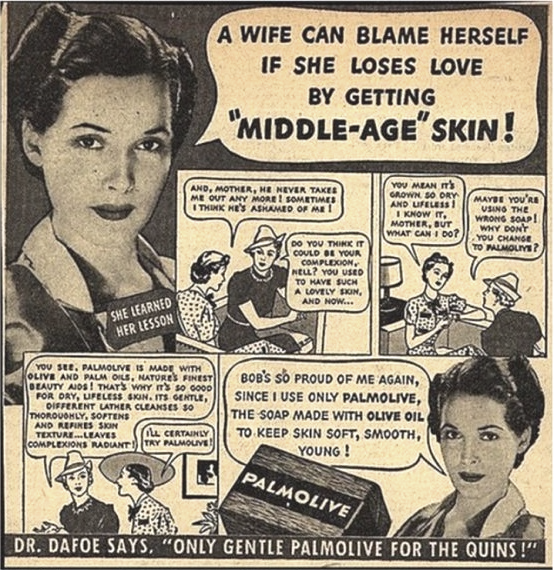 A WIFE CAN BLAME HERSELF
IF SHE LOSES LOVE
BY GETTING
"MIDDLE-AGE" SKIN!
AND, MOTHER, HE NEVER TAKES
ME OUT ANY MORE! SOMETIMES
I THINK HE'S ASHAMED OF ME!
DO YOU THINK IT
COULD BE YOUR
COMPLEXION,
NELL? YOU USED
TO HAVE SUCH
A LOVELY SKIN,
AND NOW...
YOU MEAN IT'S
GROWN SO DRY
AND LIFELESS!
I KNOW IT,
MOTHER, BUT
WHAT CAN I DO?
MAYBE YOU'RE
USING THE
WRONG SOAP!
WHY DON'T
YOU CHANGE
TO PALMOLIVE?
SHE LEARNED
HER LESSON
YOU SEE, PALMOLIVE IS MADE WITH
OLIVE AND PALM OILS, NATURE'S FINEST
BEAUTY AIDS! THAT'S WHY IT'S SO GOOD
FOR DRY, LIFELESS SKIN. ITS GENTLE,
DIFFERENT LATHER CLEANSES SO
THOROUGHLY, SOFTENS
AND REFINES SKIN
TEXTURE...LEAVES
COMPLEXIONS RADIANT!
I'LL CERTAINLY
TRY PALMOLIVE!
BOB'S SO PROUD OF ME AGAIN,
SINCE I USE ONLY PALMOLIVE,
THE SOAP MADE WITH OLIVE OIL
TO KEEP SKIN SOFT, SMOOTH,
YOUNG!
PALMOLIVE
DR. DAFOE SAYS, "ONLY GENTLE PALMOLIVE FOR THE QUINS!"